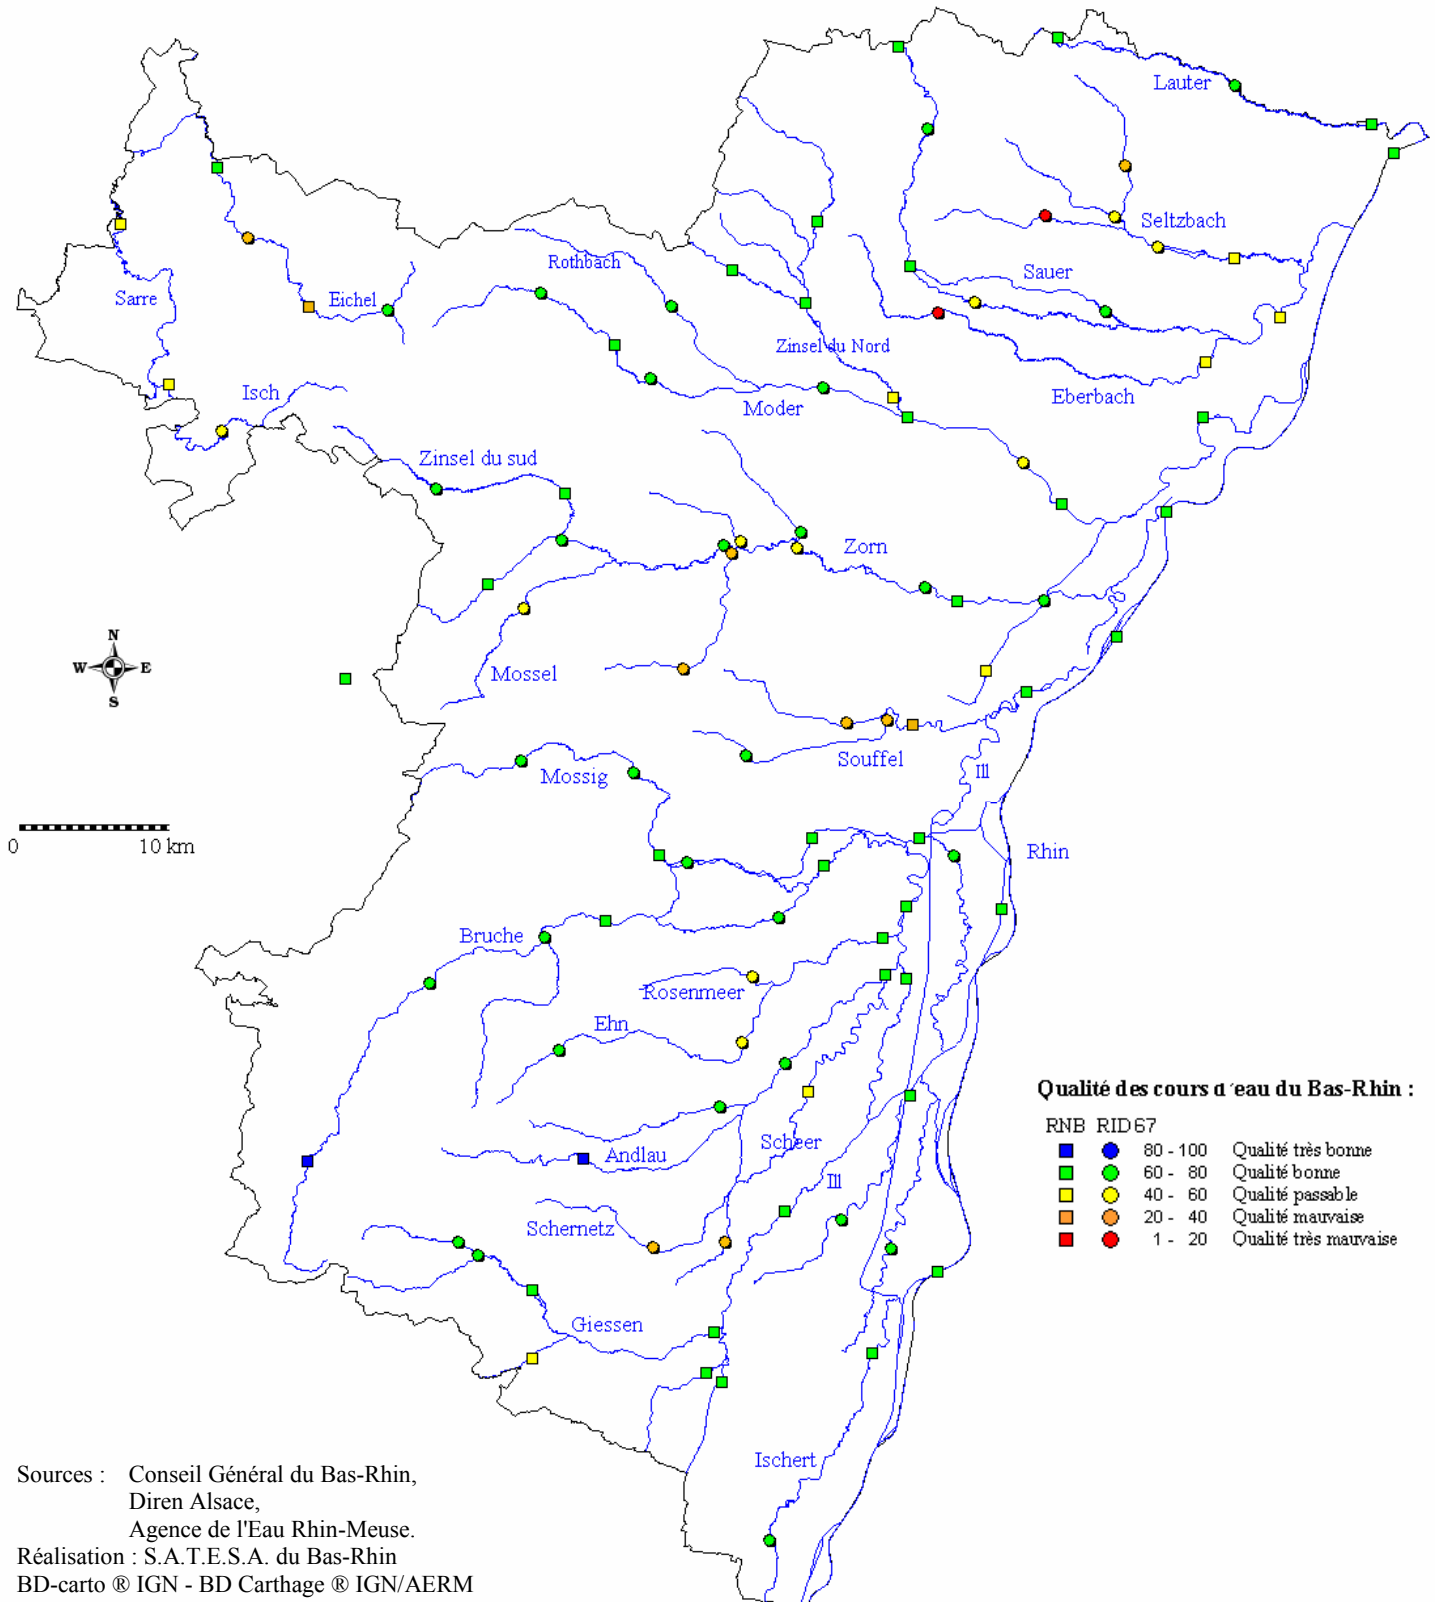 Lauter
Seltzbach
Rothbach
Sauer
Sarre
Eichel
Zinsel du Nord
Isch
Eberbach
Moder
Zinsel du sud
Zorn
N
W E
S
Mossel
Souffel
Mossig
Ill
0 10 km
Rhin
Bruche
Rosenmeer
Ehn
Qualité des cours d'eau du Bas-Rhin :
RNB RID67
80 - 100 Qualité très bonne
60 - 80 Qualité bonne
40 - 60 Qualité passable
20 - 40 Qualité mauvaise
1 - 20 Qualité très mauvaise
Scheer
Andlau
Ill
Schernetz
Giessen
Ischert
Sources : Conseil Général du Bas-Rhin,
Diren Alsace,
Agence de l'Eau Rhin-Meuse.
Réalisation : S.A.T.E.S.A. du Bas-Rhin
BD-carto ® IGN - BD Carthage ® IGN/AERM